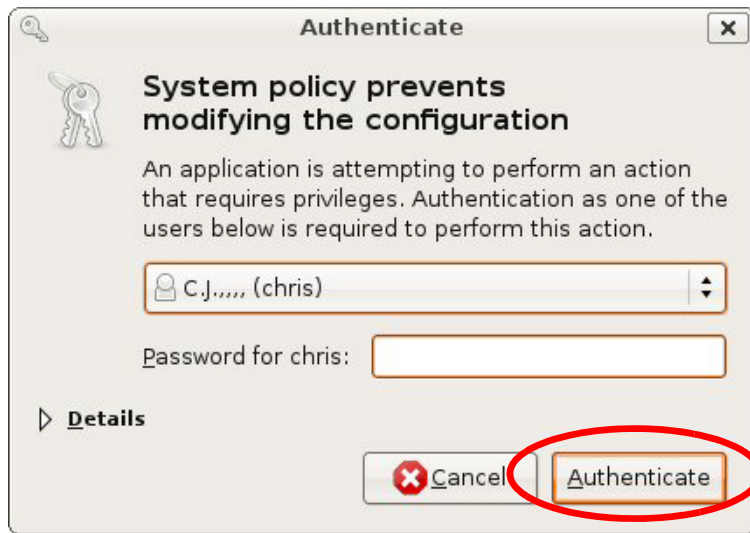 Authenticate
System policy prevents
modifying the configuration
An application is attempting to perform an action
that requires privileges. Authentication as one of the
users below is required to perform this action.
C.J.,,,,, (chris)
Password for chris:
Details
Cancel Authenticate